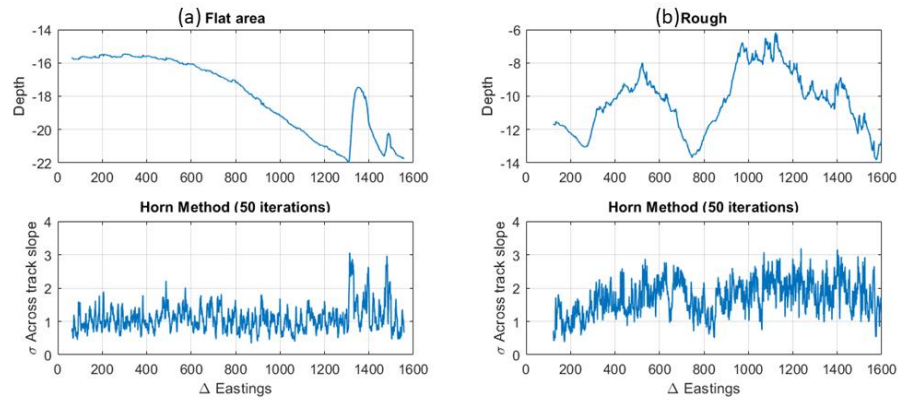 (a) Flat area
-14
-16
-18
-20
-22
Depth
0 200 400 600 800 1000 1200 1400 1600
Horn Method (50 iterations)
4
3
2
1
0
σ Across track slope
0 200 400 600 800 1000 1200 1400 1600
Δ Eastings
(b) Rough
-6
-8
-10
-12
-14
Depth
0 200 400 600 800 1000 1200 1400 1600
Horn Method (50 iterations)
4
3
2
1
0
σ Across track slope
0 200 400 600 800 1000 1200 1400 1600
Δ Eastings